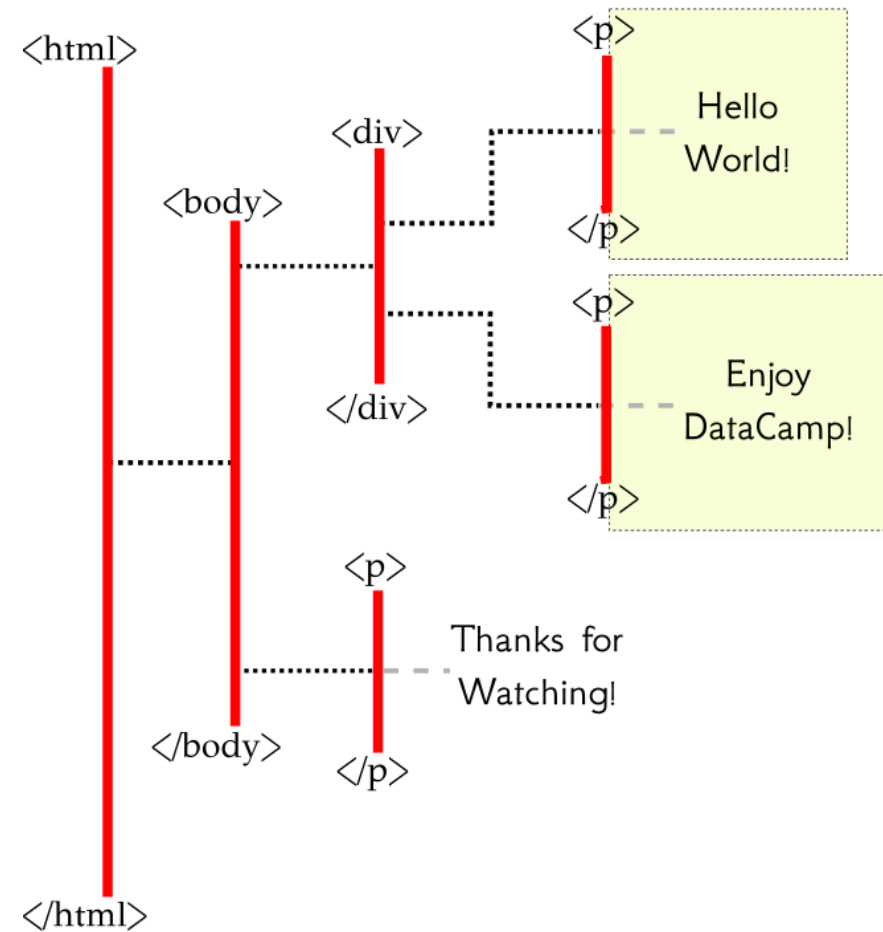 <html>
<body>
<div>
<p>
Hello
World!
</p>
<p>
Enjoy
DataCamp!
</p>
</div>
<p>
Thanks for
Watching!
</p>
</body>
</html>